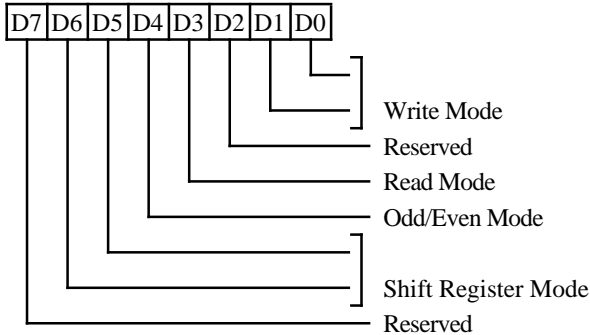 D7 D6 D5 D4 D3 D2 D1 D0
Write Mode
Reserved
Read Mode
Odd/Even Mode
Shift Register Mode
Reserved